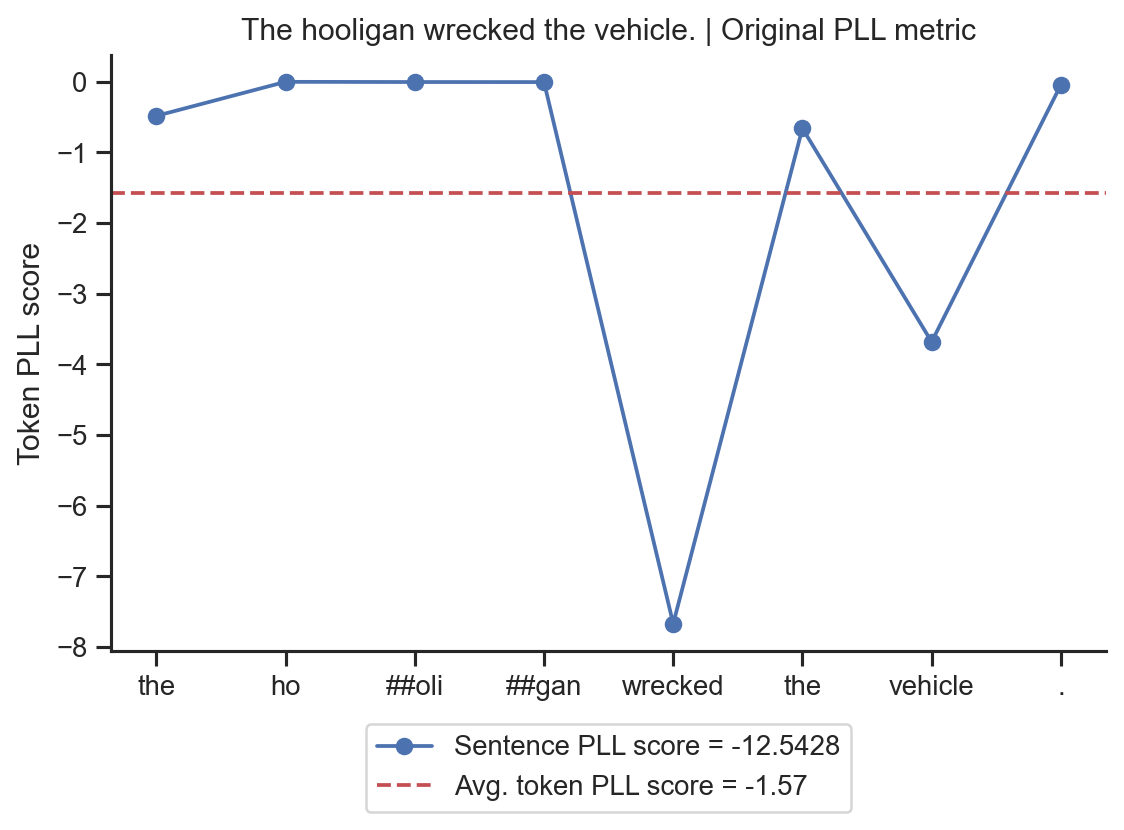 The hooligan wrecked the vehicle. | Original PLL metric
Token PLL score
0
−1
−2
−3
−4
−5
−6
−7
−8
the ho ##oli ##gan wrecked the vehicle .
Sentence PLL score = -12.5428
Avg. token PLL score = -1.57